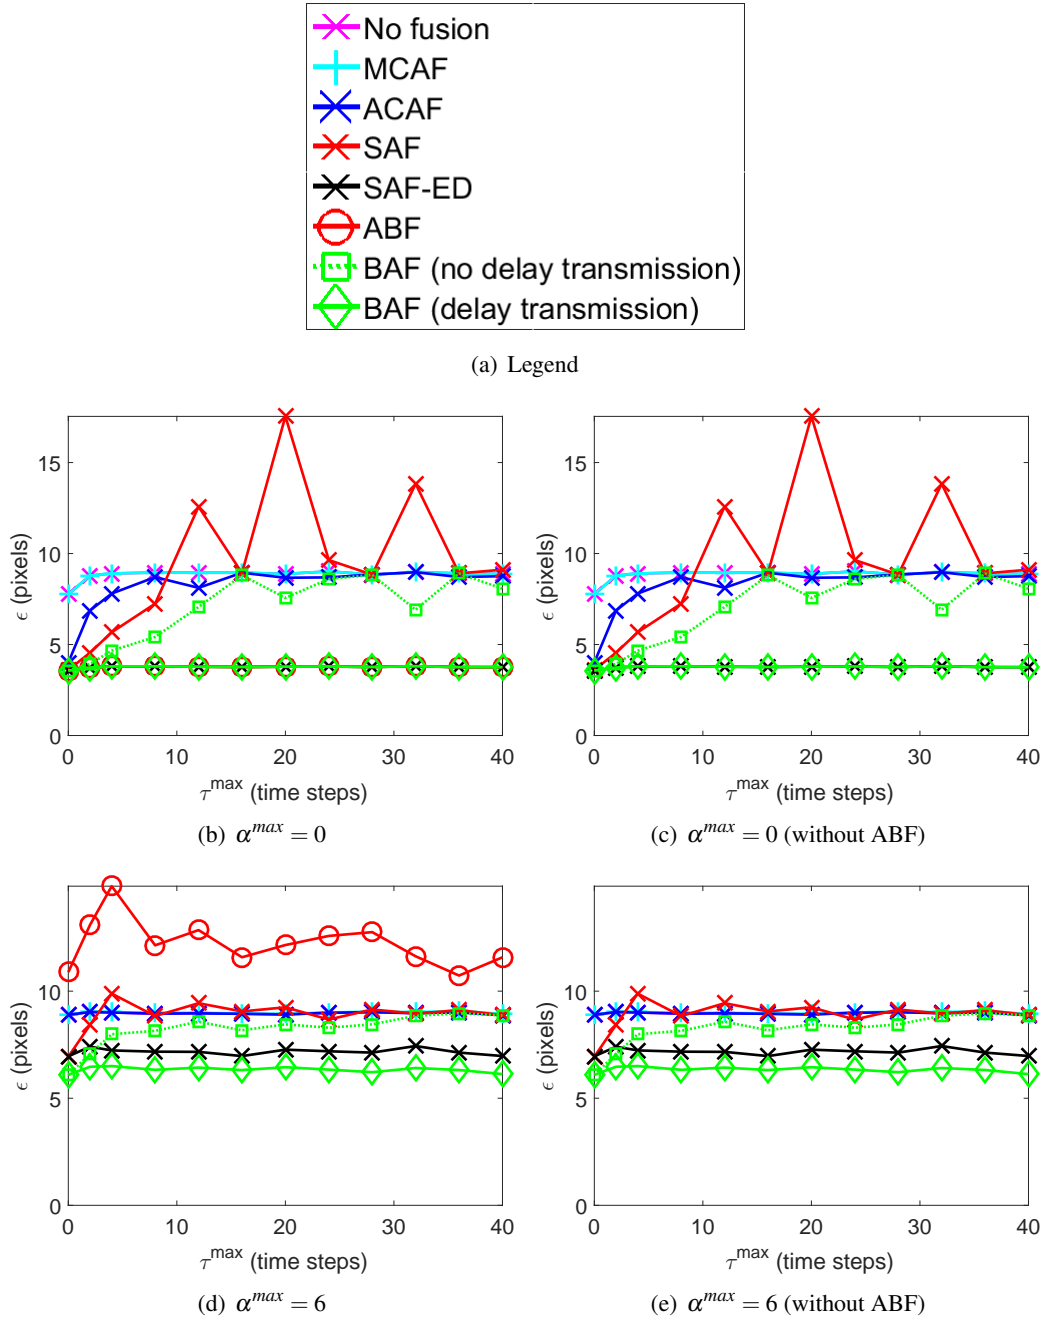 No fusion
MCAF
ACAF
SAF
SAF-ED
ABF
BAF (no delay transmission)
BAF (delay transmission)
(a) Legend
15
10
5
0
ϵ (pixels)
0 10 20 30 40
τ^max (time steps)
(b) α^max = 0
15
10
5
0
ϵ (pixels)
0 10 20 30 40
τ^max (time steps)
(c) α^max = 0 (without ABF)
10
5
0
ϵ (pixels)
0 10 20 30 40
τ^max (time steps)
(d) α^max = 6
10
5
0
ϵ (pixels)
0 10 20 30 40
τ^max (time steps)
(e) α^max = 6 (without ABF)